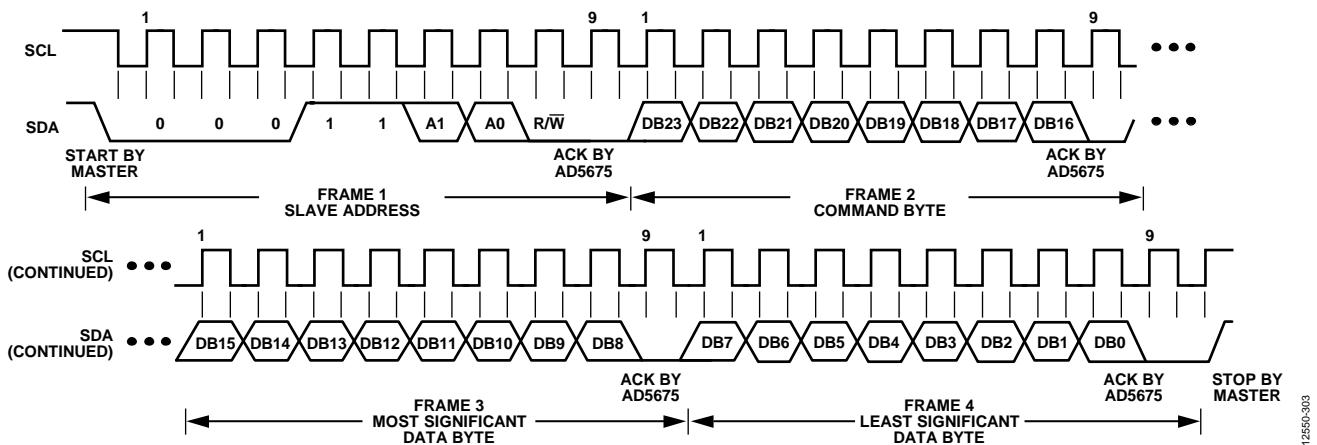 1 9 1 9
SCL
SDA
0 0 0 1 1 A1 A0 R/W̅ DB23 DB22 DB21 DB20 DB19 DB18 DB17 DB16
START BY
MASTER
ACK BY
AD5675
ACK BY
AD5675
FRAME 1
SLAVE ADDRESS
FRAME 2
COMMAND BYTE
1 9 1 9
SCL
(CONTINUED)
SDA
(CONTINUED)
DB15 DB14 DB13 DB12 DB11 DB10 DB9 DB8 DB7 DB6 DB5 DB4 DB3 DB2 DB1 DB0
ACK BY
AD5675
ACK BY
AD5675
STOP BY
MASTER
FRAME 3
MOST SIGNIFICANT
DATA BYTE
FRAME 4
LEAST SIGNIFICANT
DATA BYTE
12550-303